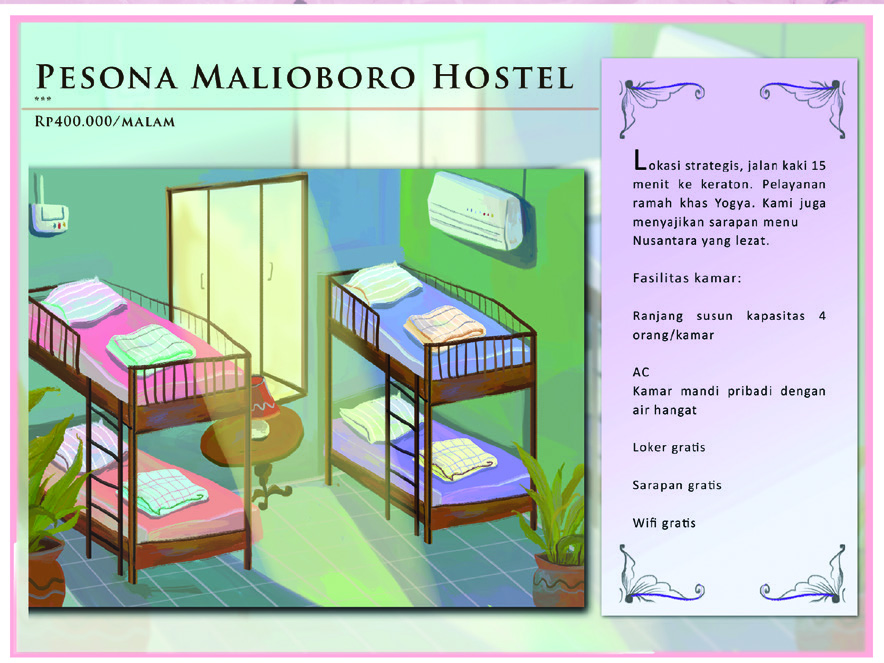 PESONA MALIOBORO HOSTEL
***
RP400.000/MALAM
Lokasi strategis, jalan kaki 15
menit ke keraton. Pelayanan
ramah khas Yogya. Kami juga
menyajikan sarapan menu
Nusantara yang lezat.
Fasilitas kamar:
Ranjang susun kapasitas 4
orang/kamar
AC
Kamar mandi pribadi dengan
air hangat
Loker gratis
Sarapan gratis
Wifi gratis